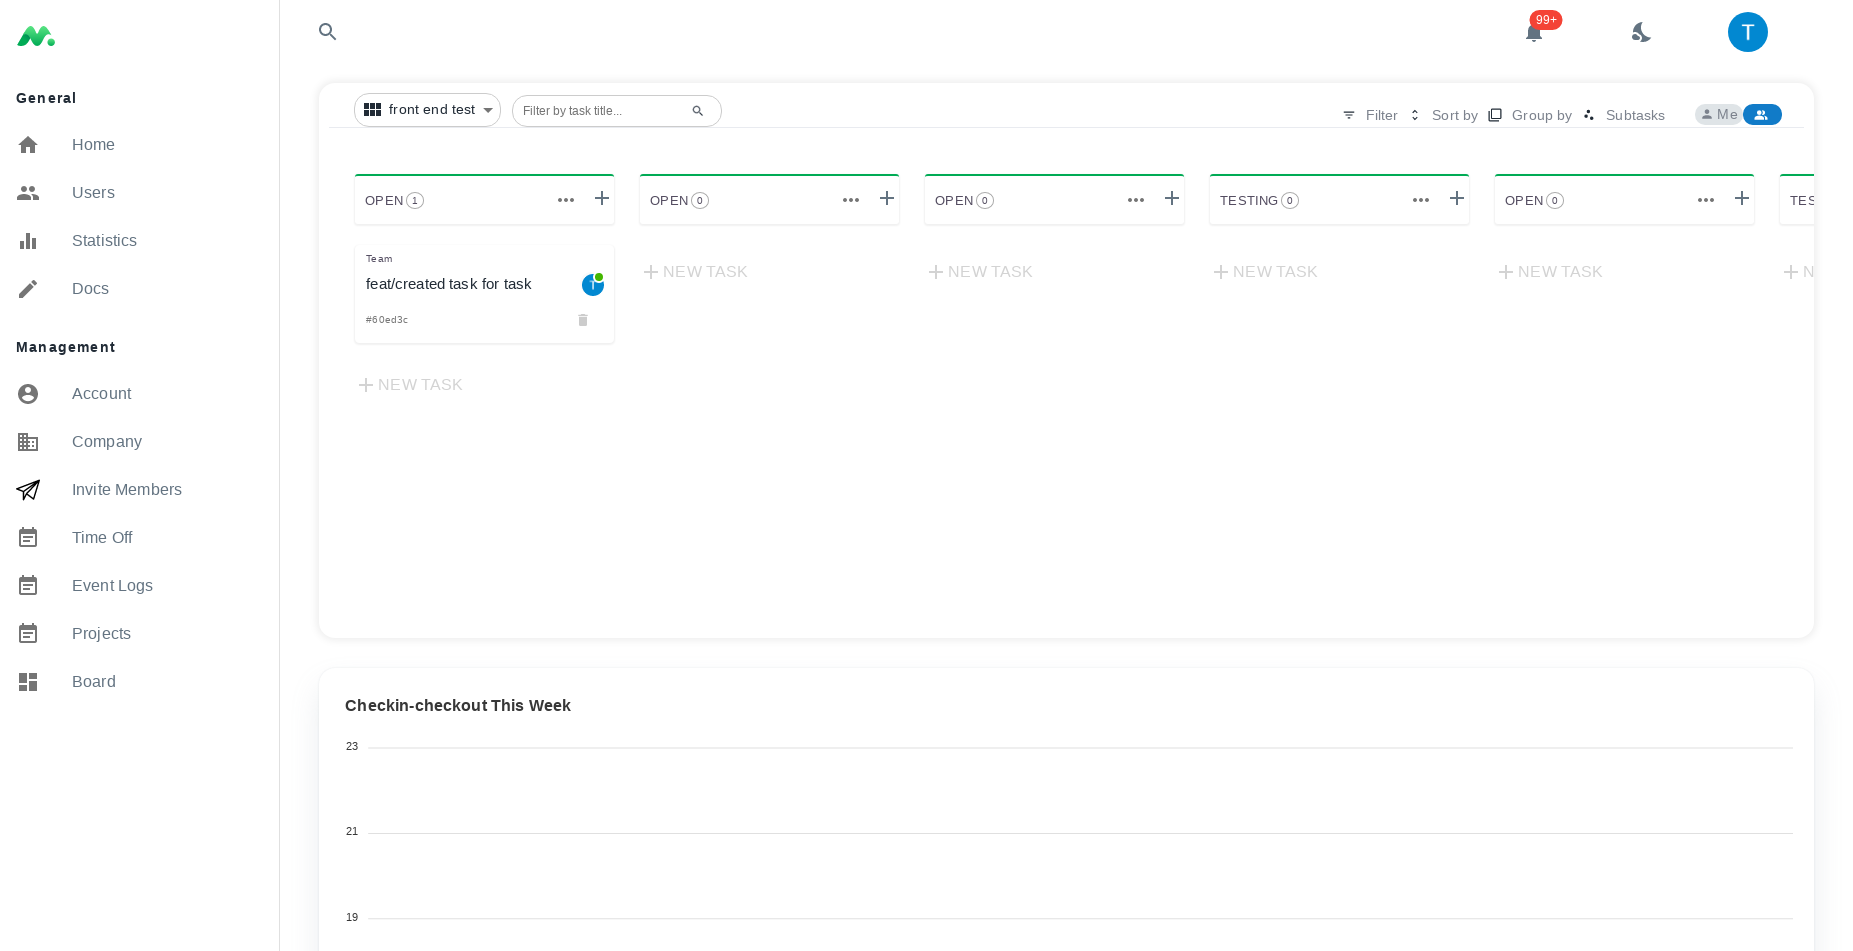 99+
T
General
Home
Users
Statistics
Docs
Management
Account
Company
Invite Members
Time Off
Event Logs
Projects
Board
front end test
Filter by task title...
Filter
Sort by
Group by
Subtasks
Me
OPEN 1
OPEN 0
OPEN 0
TESTING 0
OPEN 0
TES
Team
feat/created task for task
T
#60ed3c
NEW TASK
NEW TASK
NEW TASK
NEW TASK
NEW TASK
N
Checkin-checkout This Week
23
21
19